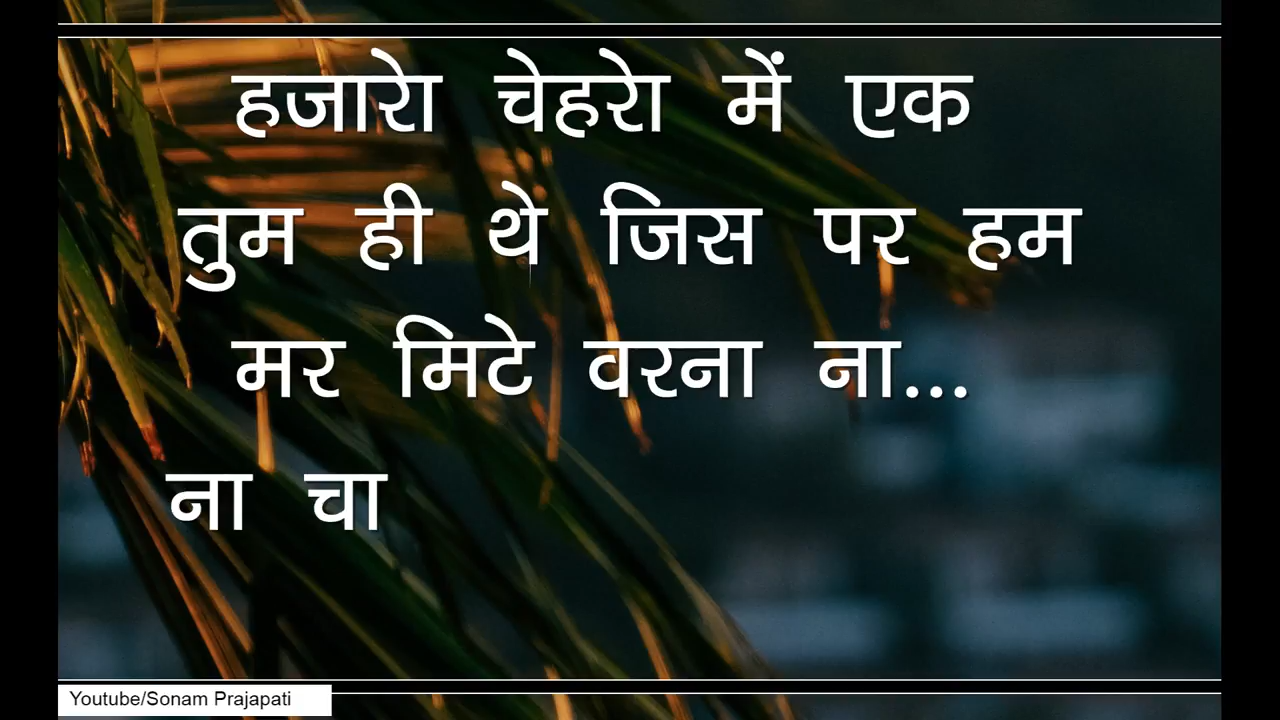 हजारो चेहरो में एक
तुम ही थे जिस पर हम
मर मिटे वरना ना...
ना चा
Youtube/Sonam Prajapati